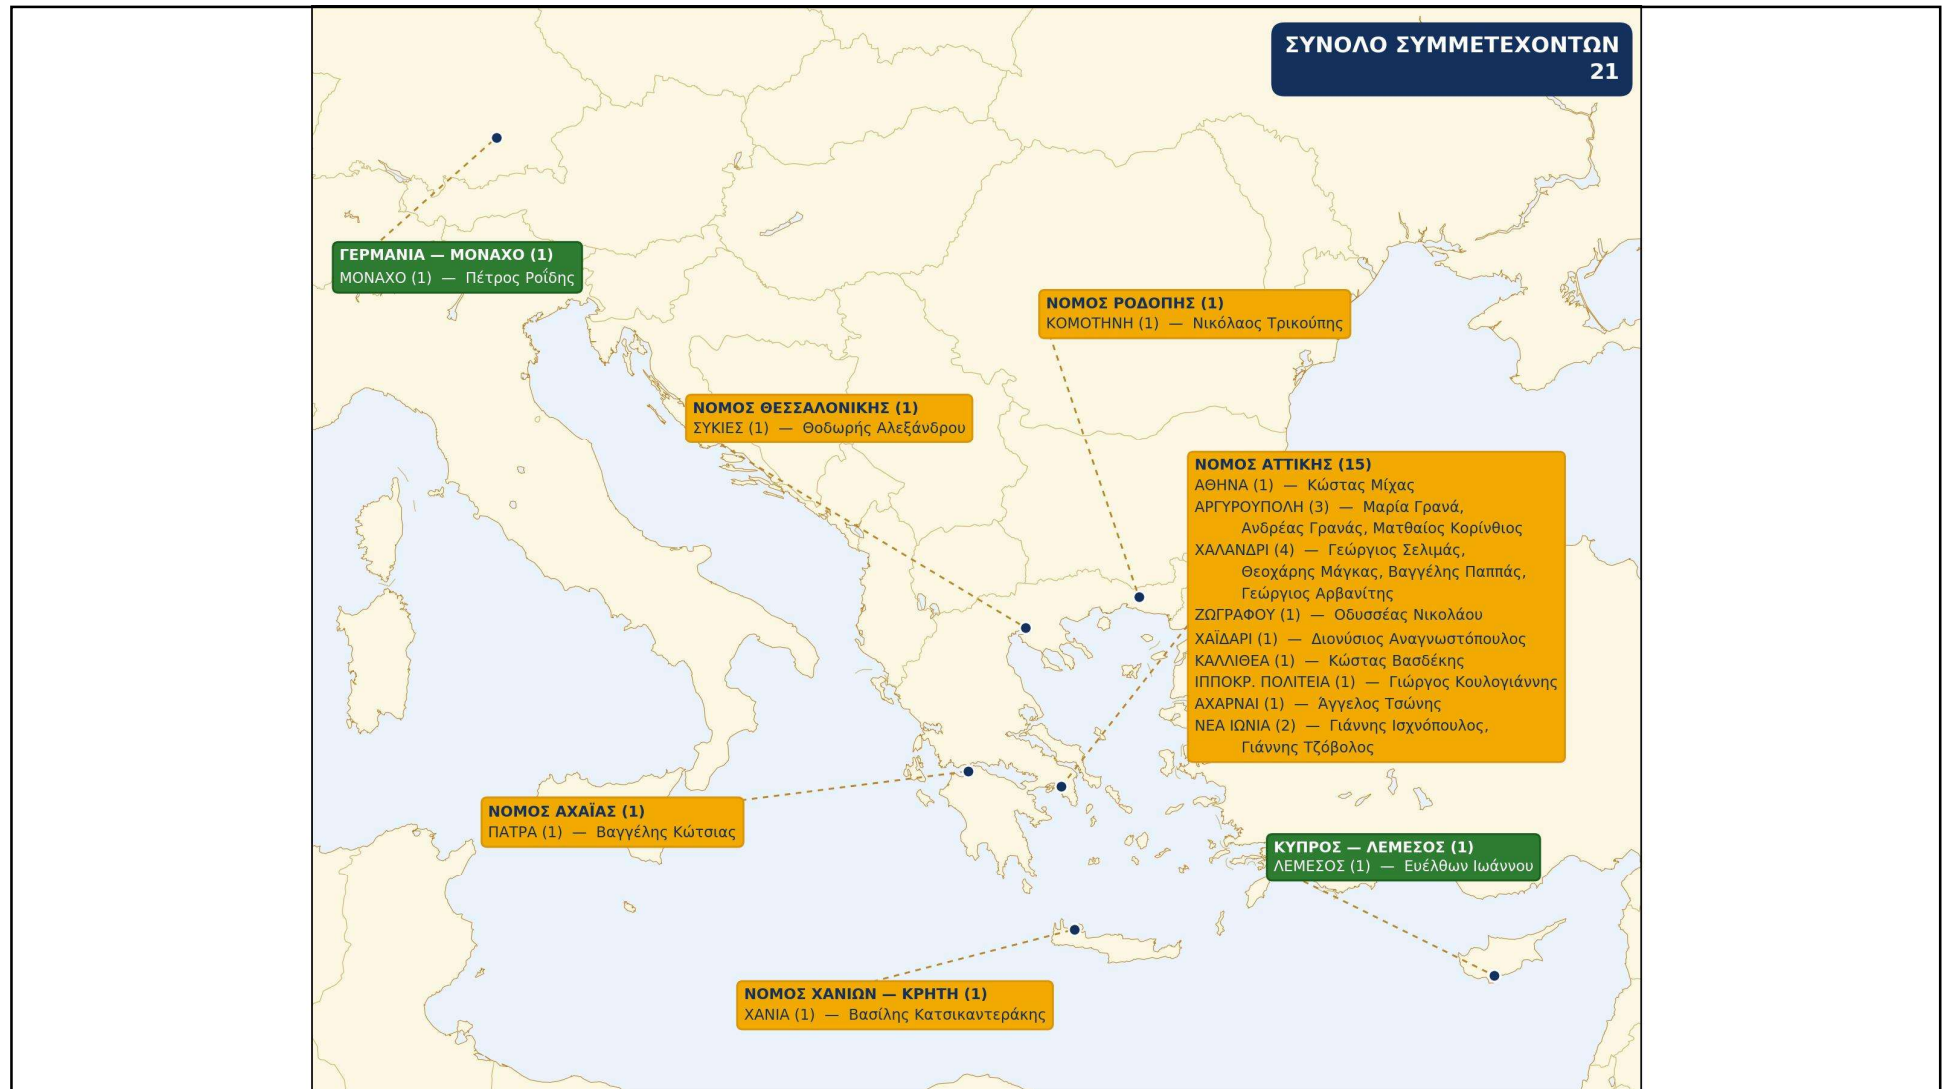 ΣΥΝΟΛΟ ΣΥΜΜΕΤΕΧΟΝΤΩΝ
21
ΓΕΡΜΑΝΙΑ — ΜΟΝΑΧΟ (1)
ΜΟΝΑΧΟ (1) — Πέτρος Ροΐδης
ΝΟΜΟΣ ΡΟΔΟΠΗΣ (1)
ΚΟΜΟΤΗΝΗ (1) — Νικόλαος Τρικούπης
ΝΟΜΟΣ ΘΕΣΣΑΛΟΝΙΚΗΣ (1)
ΣΥΚΙΕΣ (1) — Θοδωρής Αλεξάνδρου
ΝΟΜΟΣ ΑΤΤΙΚΗΣ (15)
ΑΘΗΝΑ (1) — Κώστας Μίχας
ΑΡΓΥΡΟΥΠΟΛΗ (3) — Μαρία Γρανά,
Ανδρέας Γρανάς, Ματθαίος Κορίνθιος
ΧΑΛΑΝΔΡΙ (4) — Γεώργιος Σελιμάς,
Θεοχάρης Μάγκας, Βαγγέλης Παππάς,
Γεώργιος Αρβανίτης
ΖΩΓΡΑΦΟΥ (1) — Οδυσσέας Νικολάου
ΧΑΪΔΑΡΙ (1) — Διονύσιος Αναγνωστόπουλος
ΚΑΛΛΙΘΕΑ (1) — Κώστας Βασδέκης
ΙΠΠΟΚΡ. ΠΟΛΙΤΕΙΑ (1) — Γιώργος Κουλογιάννης
ΑΧΑΡΝΑΙ (1) — Άγγελος Τσώνης
ΝΕΑ ΙΩΝΙΑ (2) — Γιάννης Ισχνόπουλος,
Γιάννης Τζόβολος
ΝΟΜΟΣ ΑΧΑΪΑΣ (1)
ΠΑΤΡΑ (1) — Βαγγέλης Κώτσιας
ΚΥΠΡΟΣ — ΛΕΜΕΣΟΣ (1)
ΛΕΜΕΣΟΣ (1) — Ευέλθων Ιωάννου
ΝΟΜΟΣ ΧΑΝΙΩΝ — ΚΡΗΤΗ (1)
ΧΑΝΙΑ (1) — Βασίλης Κατσικαντεράκης